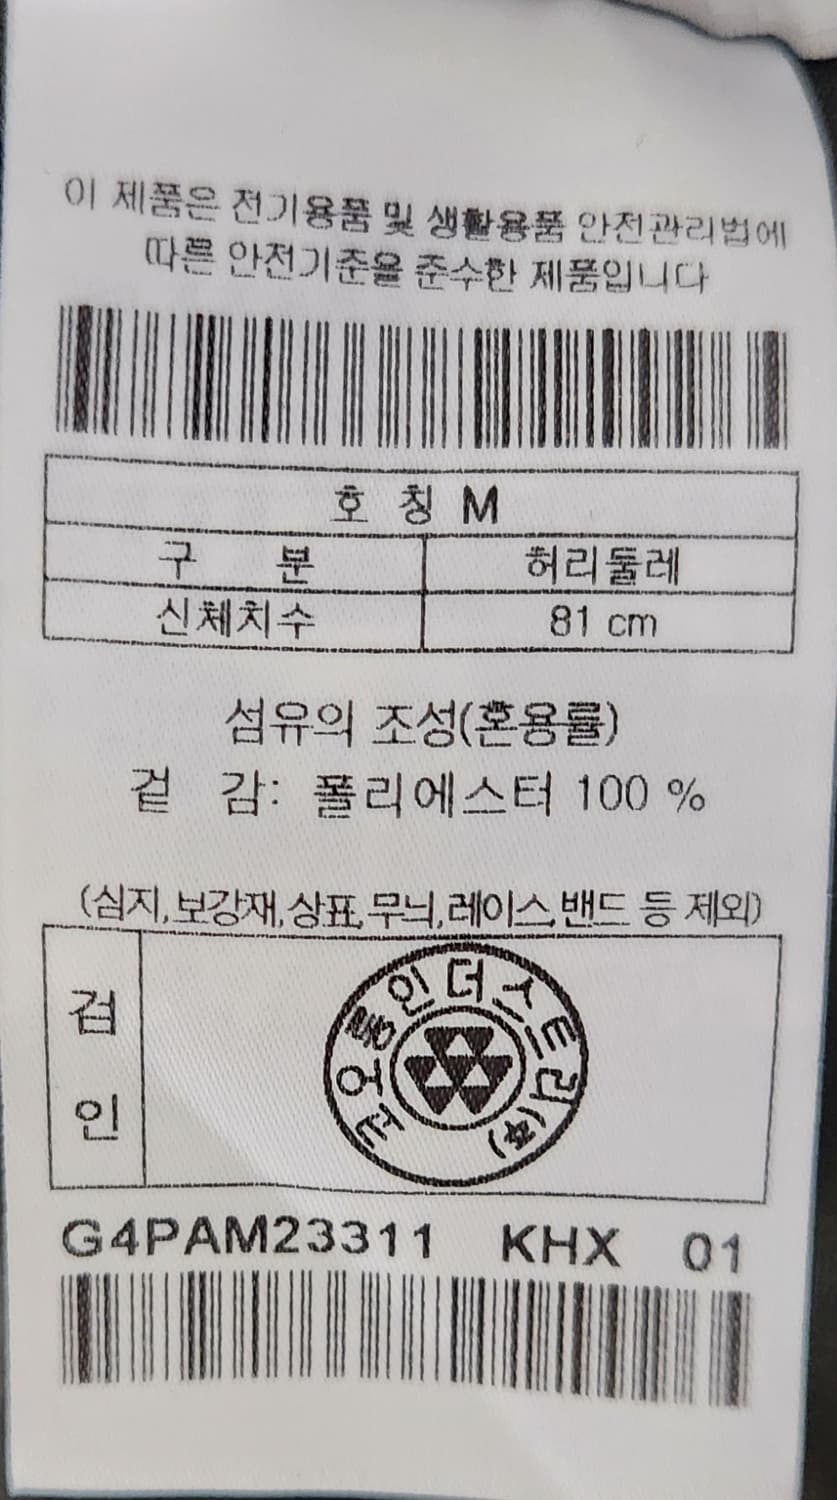 이 제품은 전기용품 및 생활용품 안전관리법에
따른 안전기준을 준수한 제품입니다
호 칭 M
구 분 허리둘레
신체치수 81 cm
섬유의 조성(혼용률)
겉 감: 폴리에스터 100 %
(심지,보강재,상표,무늬,레이스,밴드 등 제외)
검
인
코오롱인더스트리(주)
G4PAM23311 KHX 01